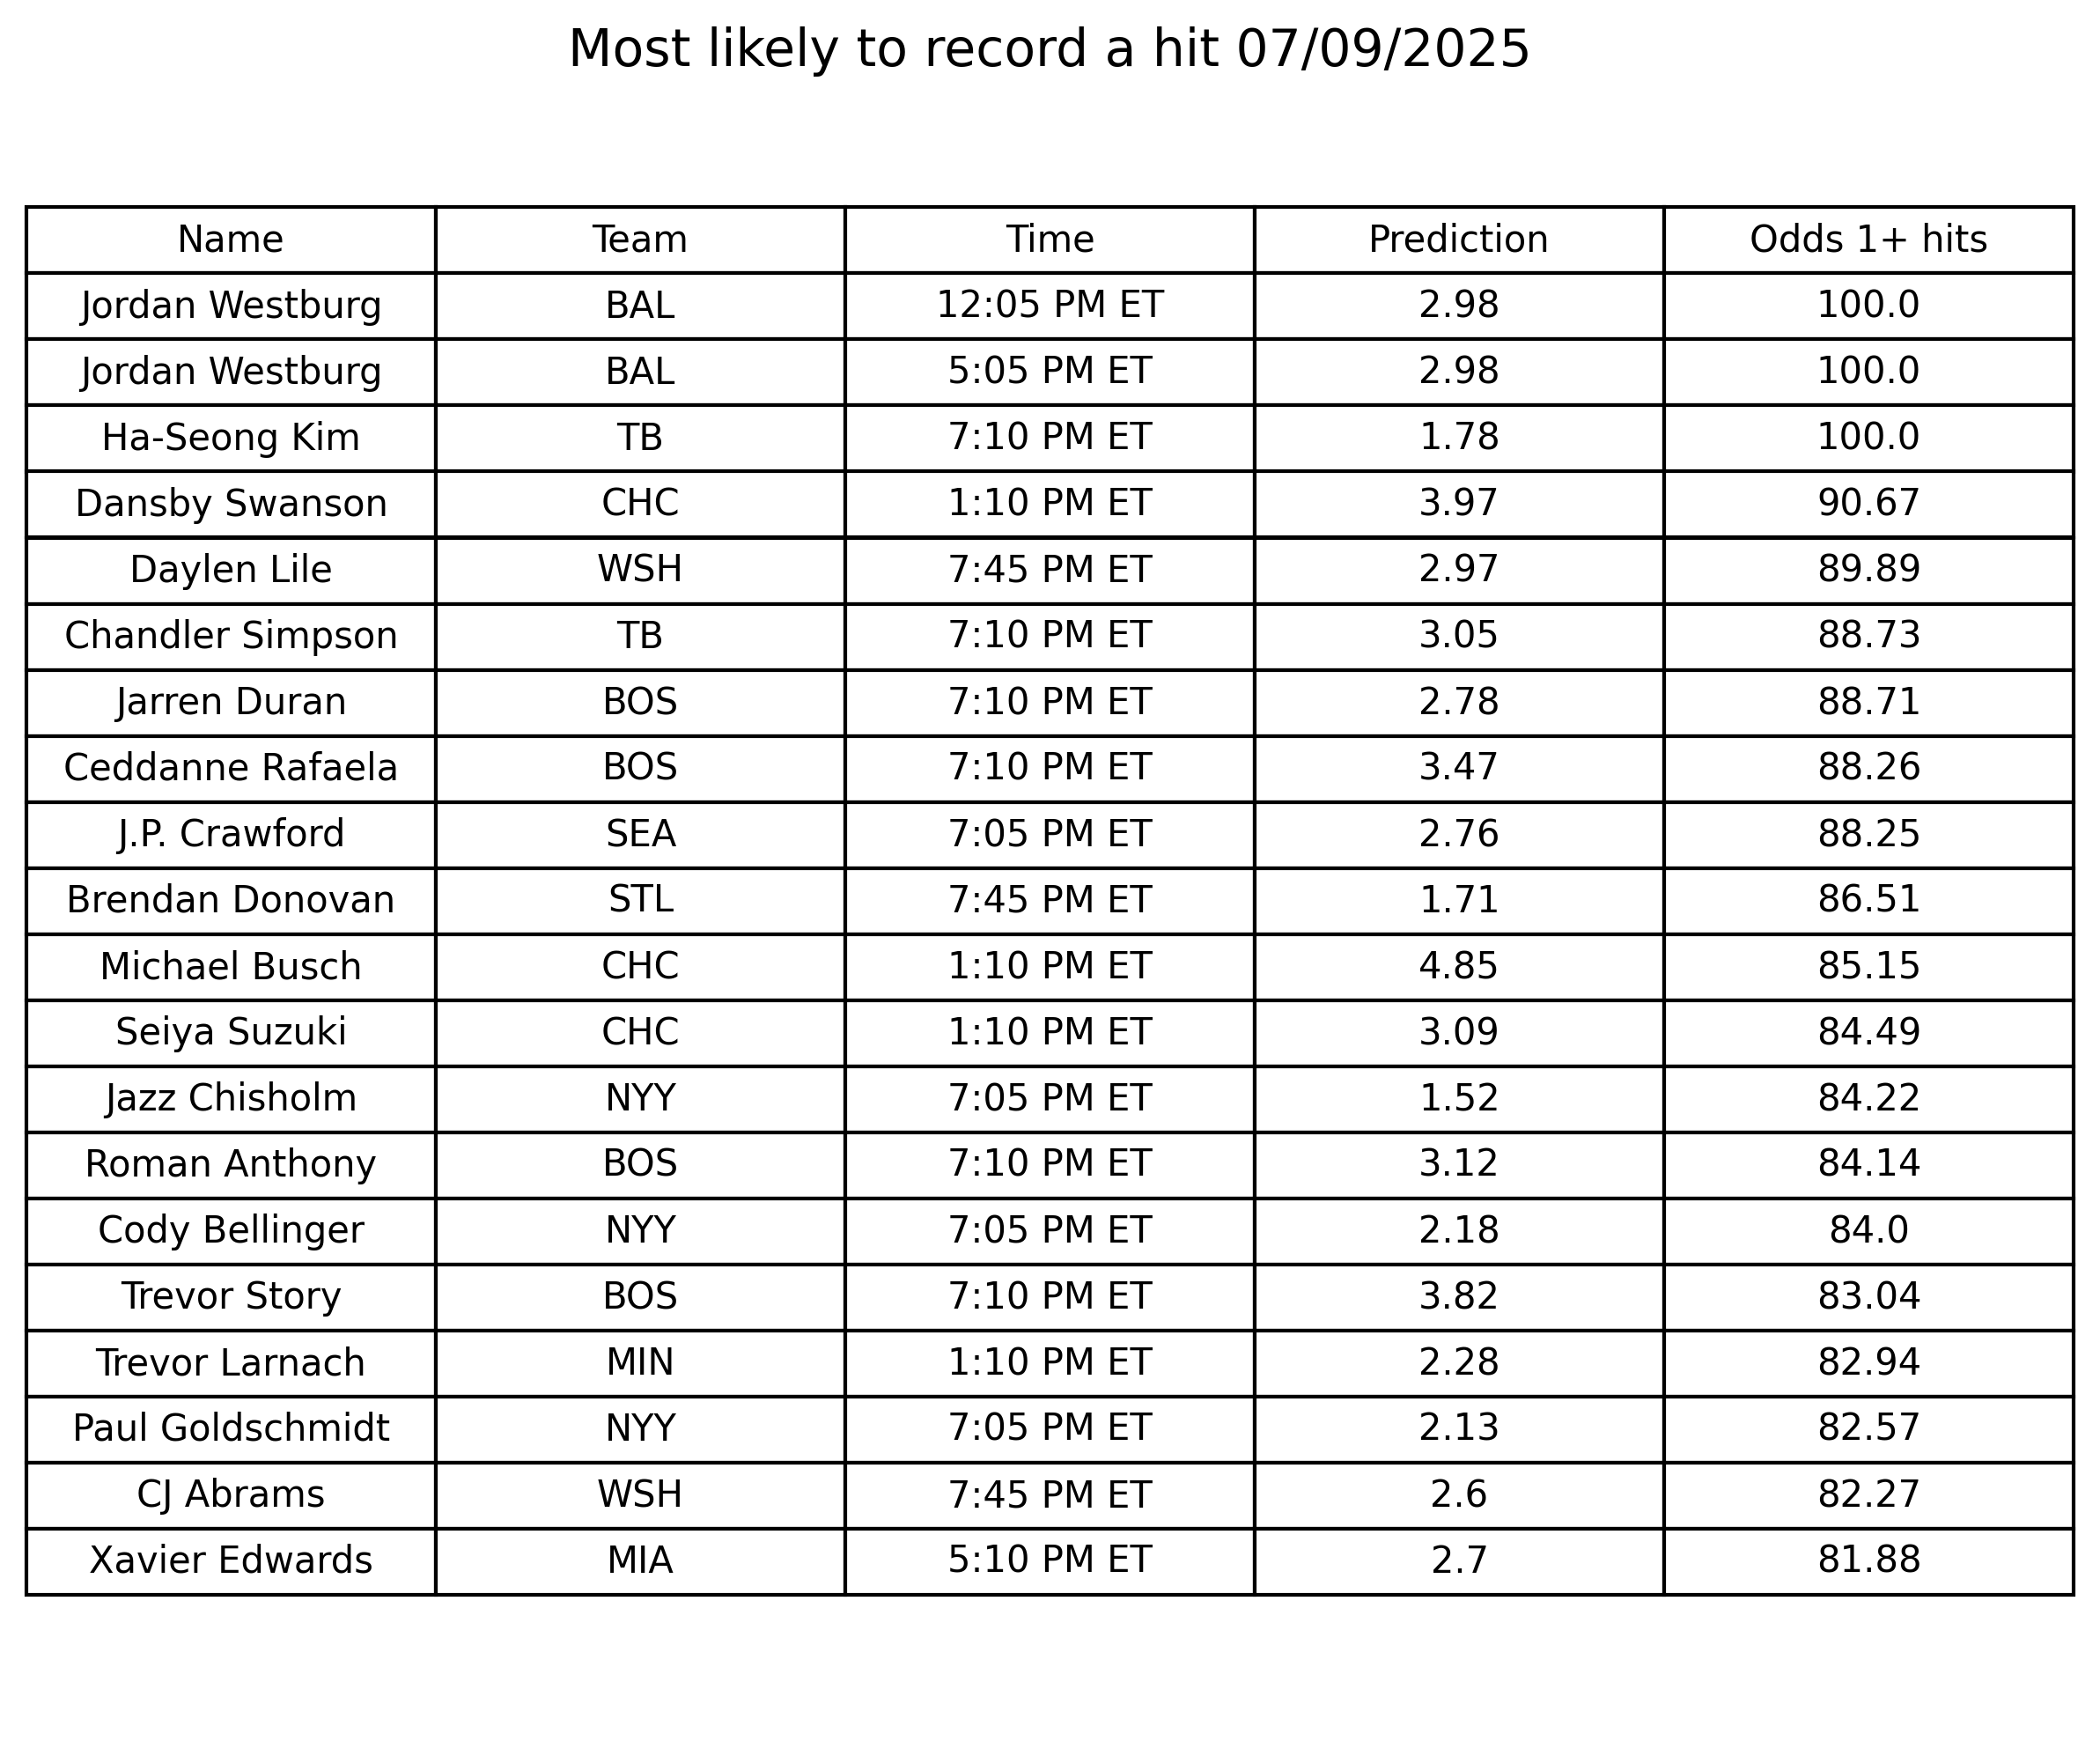 Most likely to record a hit 07/09/2025
Name Team Time Prediction Odds 1+ hits
Jordan Westburg BAL 12:05 PM ET 2.98 100.0
Jordan Westburg BAL 5:05 PM ET 2.98 100.0
Ha-Seong Kim TB 7:10 PM ET 1.78 100.0
Dansby Swanson CHC 1:10 PM ET 3.97 90.67
Daylen Lile WSH 7:45 PM ET 2.97 89.89
Chandler Simpson TB 7:10 PM ET 3.05 88.73
Jarren Duran BOS 7:10 PM ET 2.78 88.71
Ceddanne Rafaela BOS 7:10 PM ET 3.47 88.26
J.P. Crawford SEA 7:05 PM ET 2.76 88.25
Brendan Donovan STL 7:45 PM ET 1.71 86.51
Michael Busch CHC 1:10 PM ET 4.85 85.15
Seiya Suzuki CHC 1:10 PM ET 3.09 84.49
Jazz Chisholm NYY 7:05 PM ET 1.52 84.22
Roman Anthony BOS 7:10 PM ET 3.12 84.14
Cody Bellinger NYY 7:05 PM ET 2.18 84.0
Trevor Story BOS 7:10 PM ET 3.82 83.04
Trevor Larnach MIN 1:10 PM ET 2.28 82.94
Paul Goldschmidt NYY 7:05 PM ET 2.13 82.57
CJ Abrams WSH 7:45 PM ET 2.6 82.27
Xavier Edwards MIA 5:10 PM ET 2.7 81.88